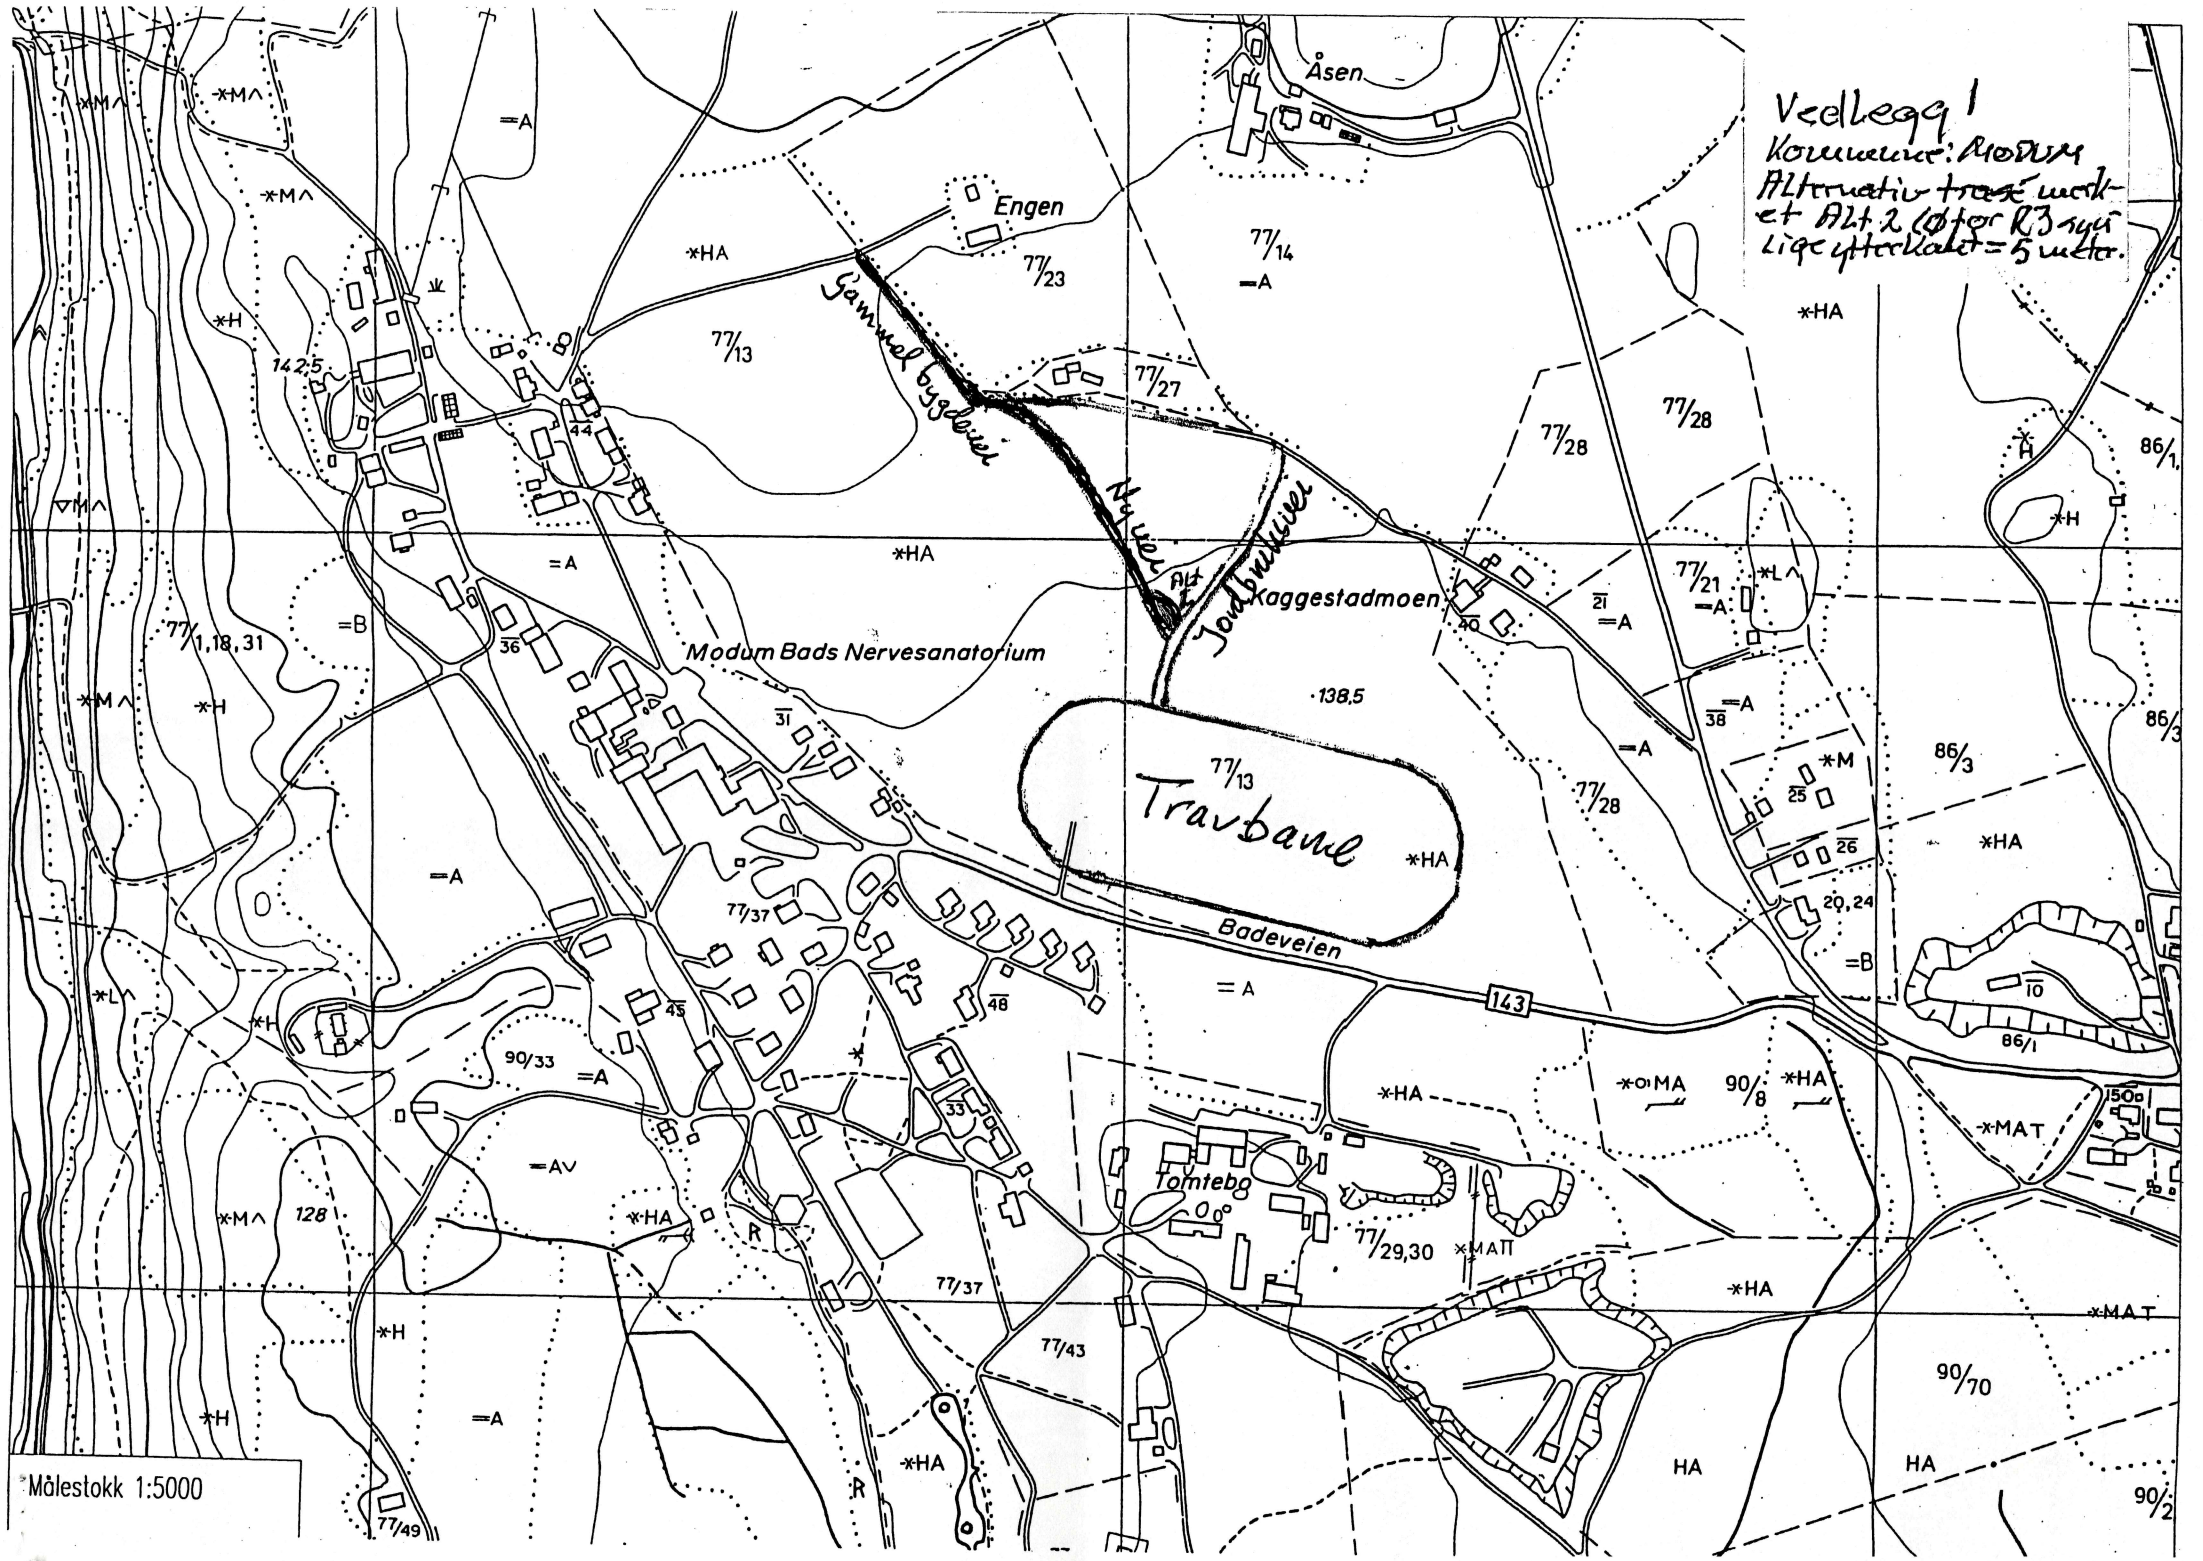 Åsen
Vedlegg 1
Kommune: MODUM
Alternativ trasé merk-
et Alt. 2
ytterkant = 5 meter.
*M^
*M^
=A
*M^
Engen
77/14
=A
*HA
77/23
*HA
*H
142,5
77/13
Gammel bygdevei
77/27
77/28
77/28
86/1
44
H
▽M^
*H
Ny vei
Jordbruksvei
Alt
*HA
=A
=B
77/1,18,31
36
Kaggestadmoen
40
21
=A
77/21
=A
*L^
Modum Bads Nervesanatorium
138,5
*M^
*H
31
38
=A
86/3
=A
77/13
Travbane
*HA
77/28
*M
25
86/3
*HA
26
20,24
=B
=A
77/37
Badeveien
=A
143
10
86/1
*L^
*H
45
48
90/33
=A
33
*HA
*OIMA
90/8
*HA
150
*MAT
=AV
Tomtebo
*M^
128
*HA
R
77/29,30
*MAΠ
77/37
*HA
*MAT
*H
77/43
90/70
*H
=A
*HA
R
HA
HA
Målestokk 1:5000
77/49
90/2